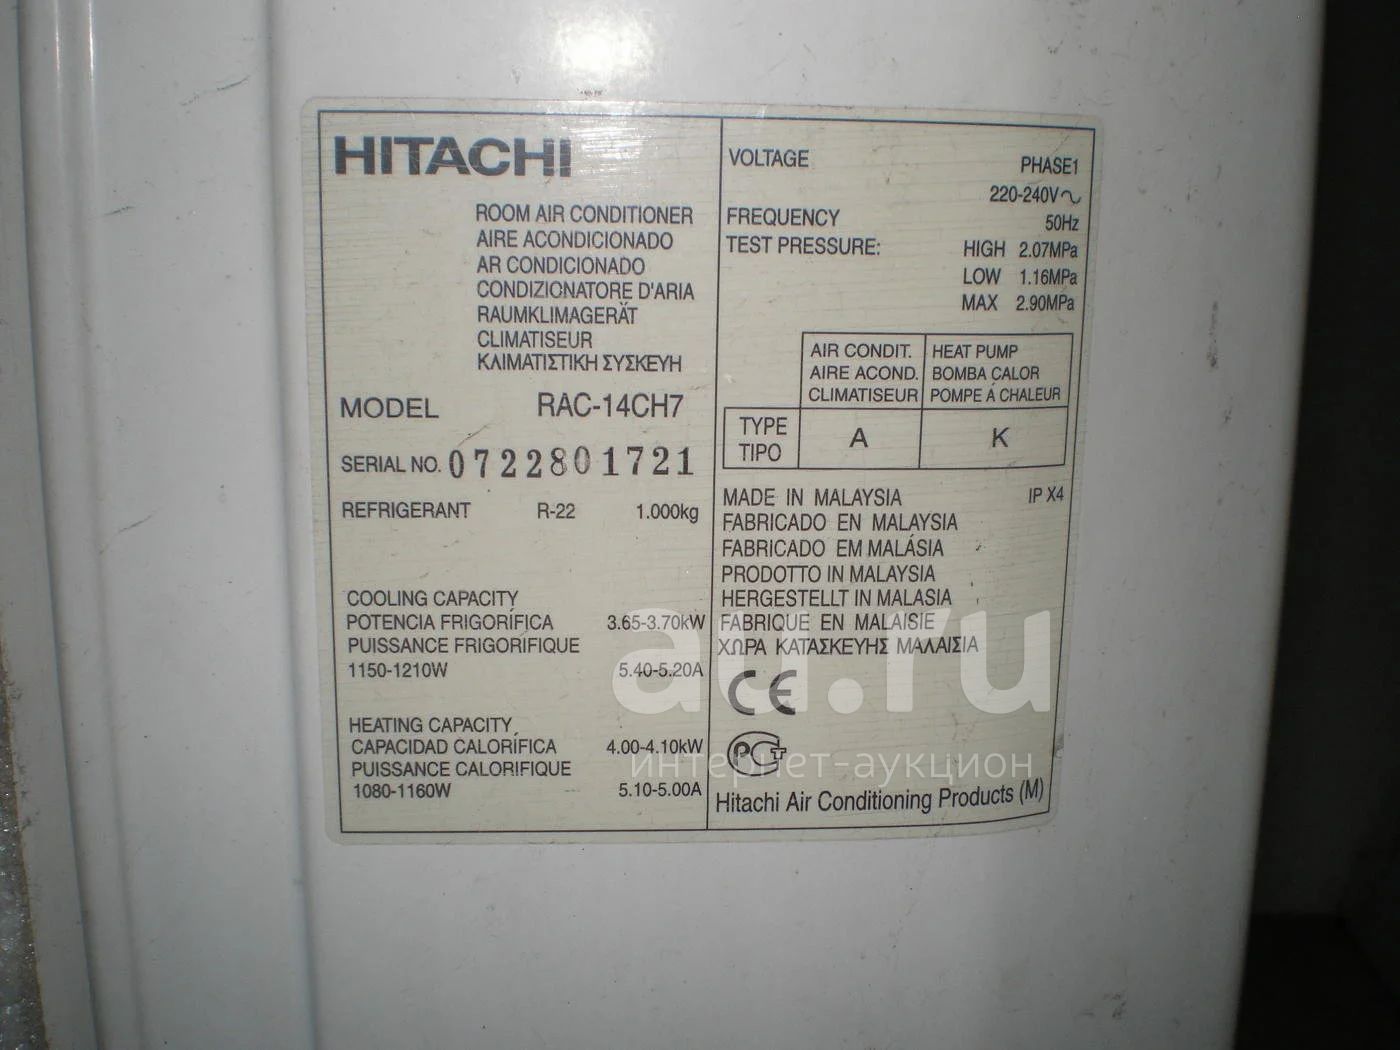 HITACHI
ROOM AIR CONDITIONER
AIRE ACONDICIONADO
AR CONDICIONADO
CONDIZIONATORE D'ARIA
RAUMKLIMAGERÄT
CLIMATISEUR
ΚΛΙΜΑΤΙΣΤΙΚΗ ΣΥΣΚΕΥΗ
MODEL RAC-14CH7
SERIAL NO. 0722801721
REFRIGERANT R-22 1.000kg
COOLING CAPACITY
POTENCIA FRIGORÍFICA 3.65-3.70kW
PUISSANCE FRIGORIFIQUE
1150-1210W 5.40-5.20A
HEATING CAPACITY
CAPACIDAD CALORÍFICA 4.00-4.10kW
PUISSANCE CALORIFIQUE
1080-1160W 5.10-5.00A
VOLTAGE PHASE1
220-240V~
FREQUENCY 50Hz
TEST PRESSURE: HIGH 2.07MPa
LOW 1.16MPa
MAX 2.90MPa
AIR CONDIT. HEAT PUMP
AIRE ACOND. BOMBA CALOR
CLIMATISEUR POMPE Á CHALEUR
TYPE A K
TIPO
MADE IN MALAYSIA IP X4
FABRICADO EN MALAYSIA
FABRICADO EM MALÁSIA
PRODOTTO IN MALAYSIA
HERGESTELLT IN MALASIA
FABRIQUE EN MALAISIE
ΧΩΡΑ ΚΑΤΑΣΚΕΥΗΣ ΜΑΛΑΙΣΙΑ
CE
РСТ
Hitachi Air Conditioning Products (M)
au.ru
интернет-аукцион